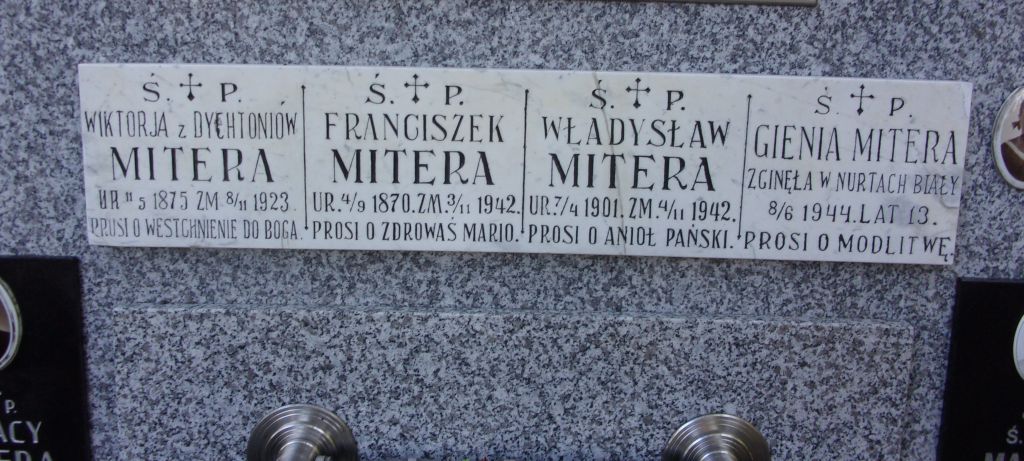 Ś. P.
WIKTORJA z DYCHTONIÓW
MITERA
UR 11/5 1875 ZM 8/11 1923.
PROSI O WESTCHNIENIE DO BOGA.
Ś. P.
FRANCISZEK
MITERA
UR. 4/9 1870. ZM. 3/11 1942.
PROSI O ZDROWAŚ MARIO.
Ś. P.
WŁADYSŁAW
MITERA
UR. 7/4 1901. ZM. 4/11 1942.
PROSI O ANIOŁ PAŃSKI.
Ś. P.
GIENIA MITERA
ZGINĘŁA W NURTACH BIAŁY
8/6 1944. LAT 13.
PROSI O MODLITWĘ.
P.
ACY
ERA
Ś.